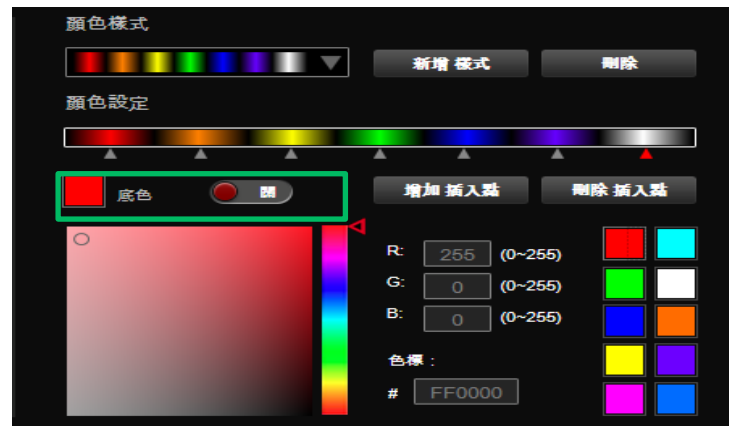 顏色樣式
新增 樣式
刪除
顏色設定
底色
關
增加 插入點
刪除 插入點
R: 255 (0~255)
G: 0 (0~255)
B: 0 (0~255)
色標：
# FF0000